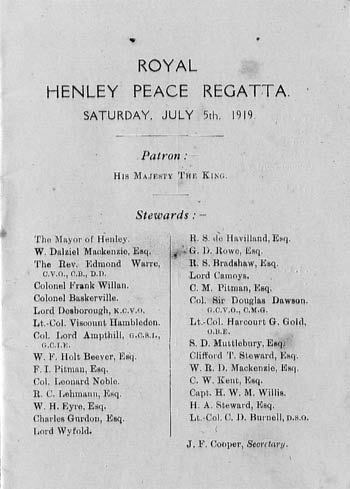 ROYAL
HENLEY PEACE REGATTA.
SATURDAY, JULY 5th, 1919.
Patron :—
HIS MAJESTY THE KING.
Stewards :—
The Mayor of Henley.
W. Dalziel Mackenzie, Esq.
The Rev. Edmond Warre,
C.V.O., C.B., D.D.
Colonel Frank Willan.
Colonel Baskerville.
Lord Desborough, K.C.V.O.
Lt.-Col. Viscount Hambledon.
Col. Lord Ampthill, G.C.S.I.,
G.C.I.E.
W. F. Holt Beever, Esq.
F. I. Pitman, Esq.
Col. Leonard Noble.
R. C. Lehmann, Esq.
W. H. Eyre, Esq.
Charles Gurdon, Esq.
Lord Wyfold.
R. S. de Havilland, Esq.
G. D. Rowe, Esq.
R. S. Bradshaw, Esq.
Lord Camoys.
C. M. Pitman, Esq.
Col. Sir Douglas Dawson.
G.C.V.O., C.M.G.
Lt.-Col. Harcourt G. Gold,
O.B.E.
S. D. Muttlebury, Esq.
Clifford T. Steward, Esq.
W. R. D. Mackenzie, Esq.
C. W. Kent, Esq.
Capt. H. W. M. Willis.
H. A. Steward, Esq.
Lt.-Col. C. D. Burnell, D.S.O.
J. F. Cooper, Secretary.